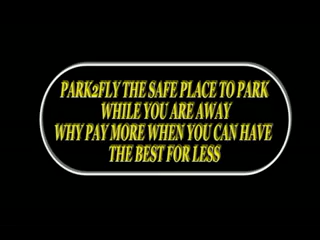 PARK2FLY THE SAFE PLACE TO PARK
WHILE YOU ARE AWAY
WHY PAY MORE WHEN YOU CAN HAVE
THE BEST FOR LESS